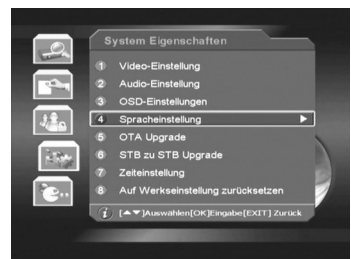 System Eigenschaften
1 Video-Einstellung
2 Audio-Einstellung
3 OSD-Einstellungen
4 Spracheinstellung
5 OTA Upgrade
6 STB zu STB Upgrade
7 Zeiteinstellung
8 Auf Werkseinstellung zurücksetzen
i [▲▼]Auswählen[OK]Eingabe[EXIT] Zurück